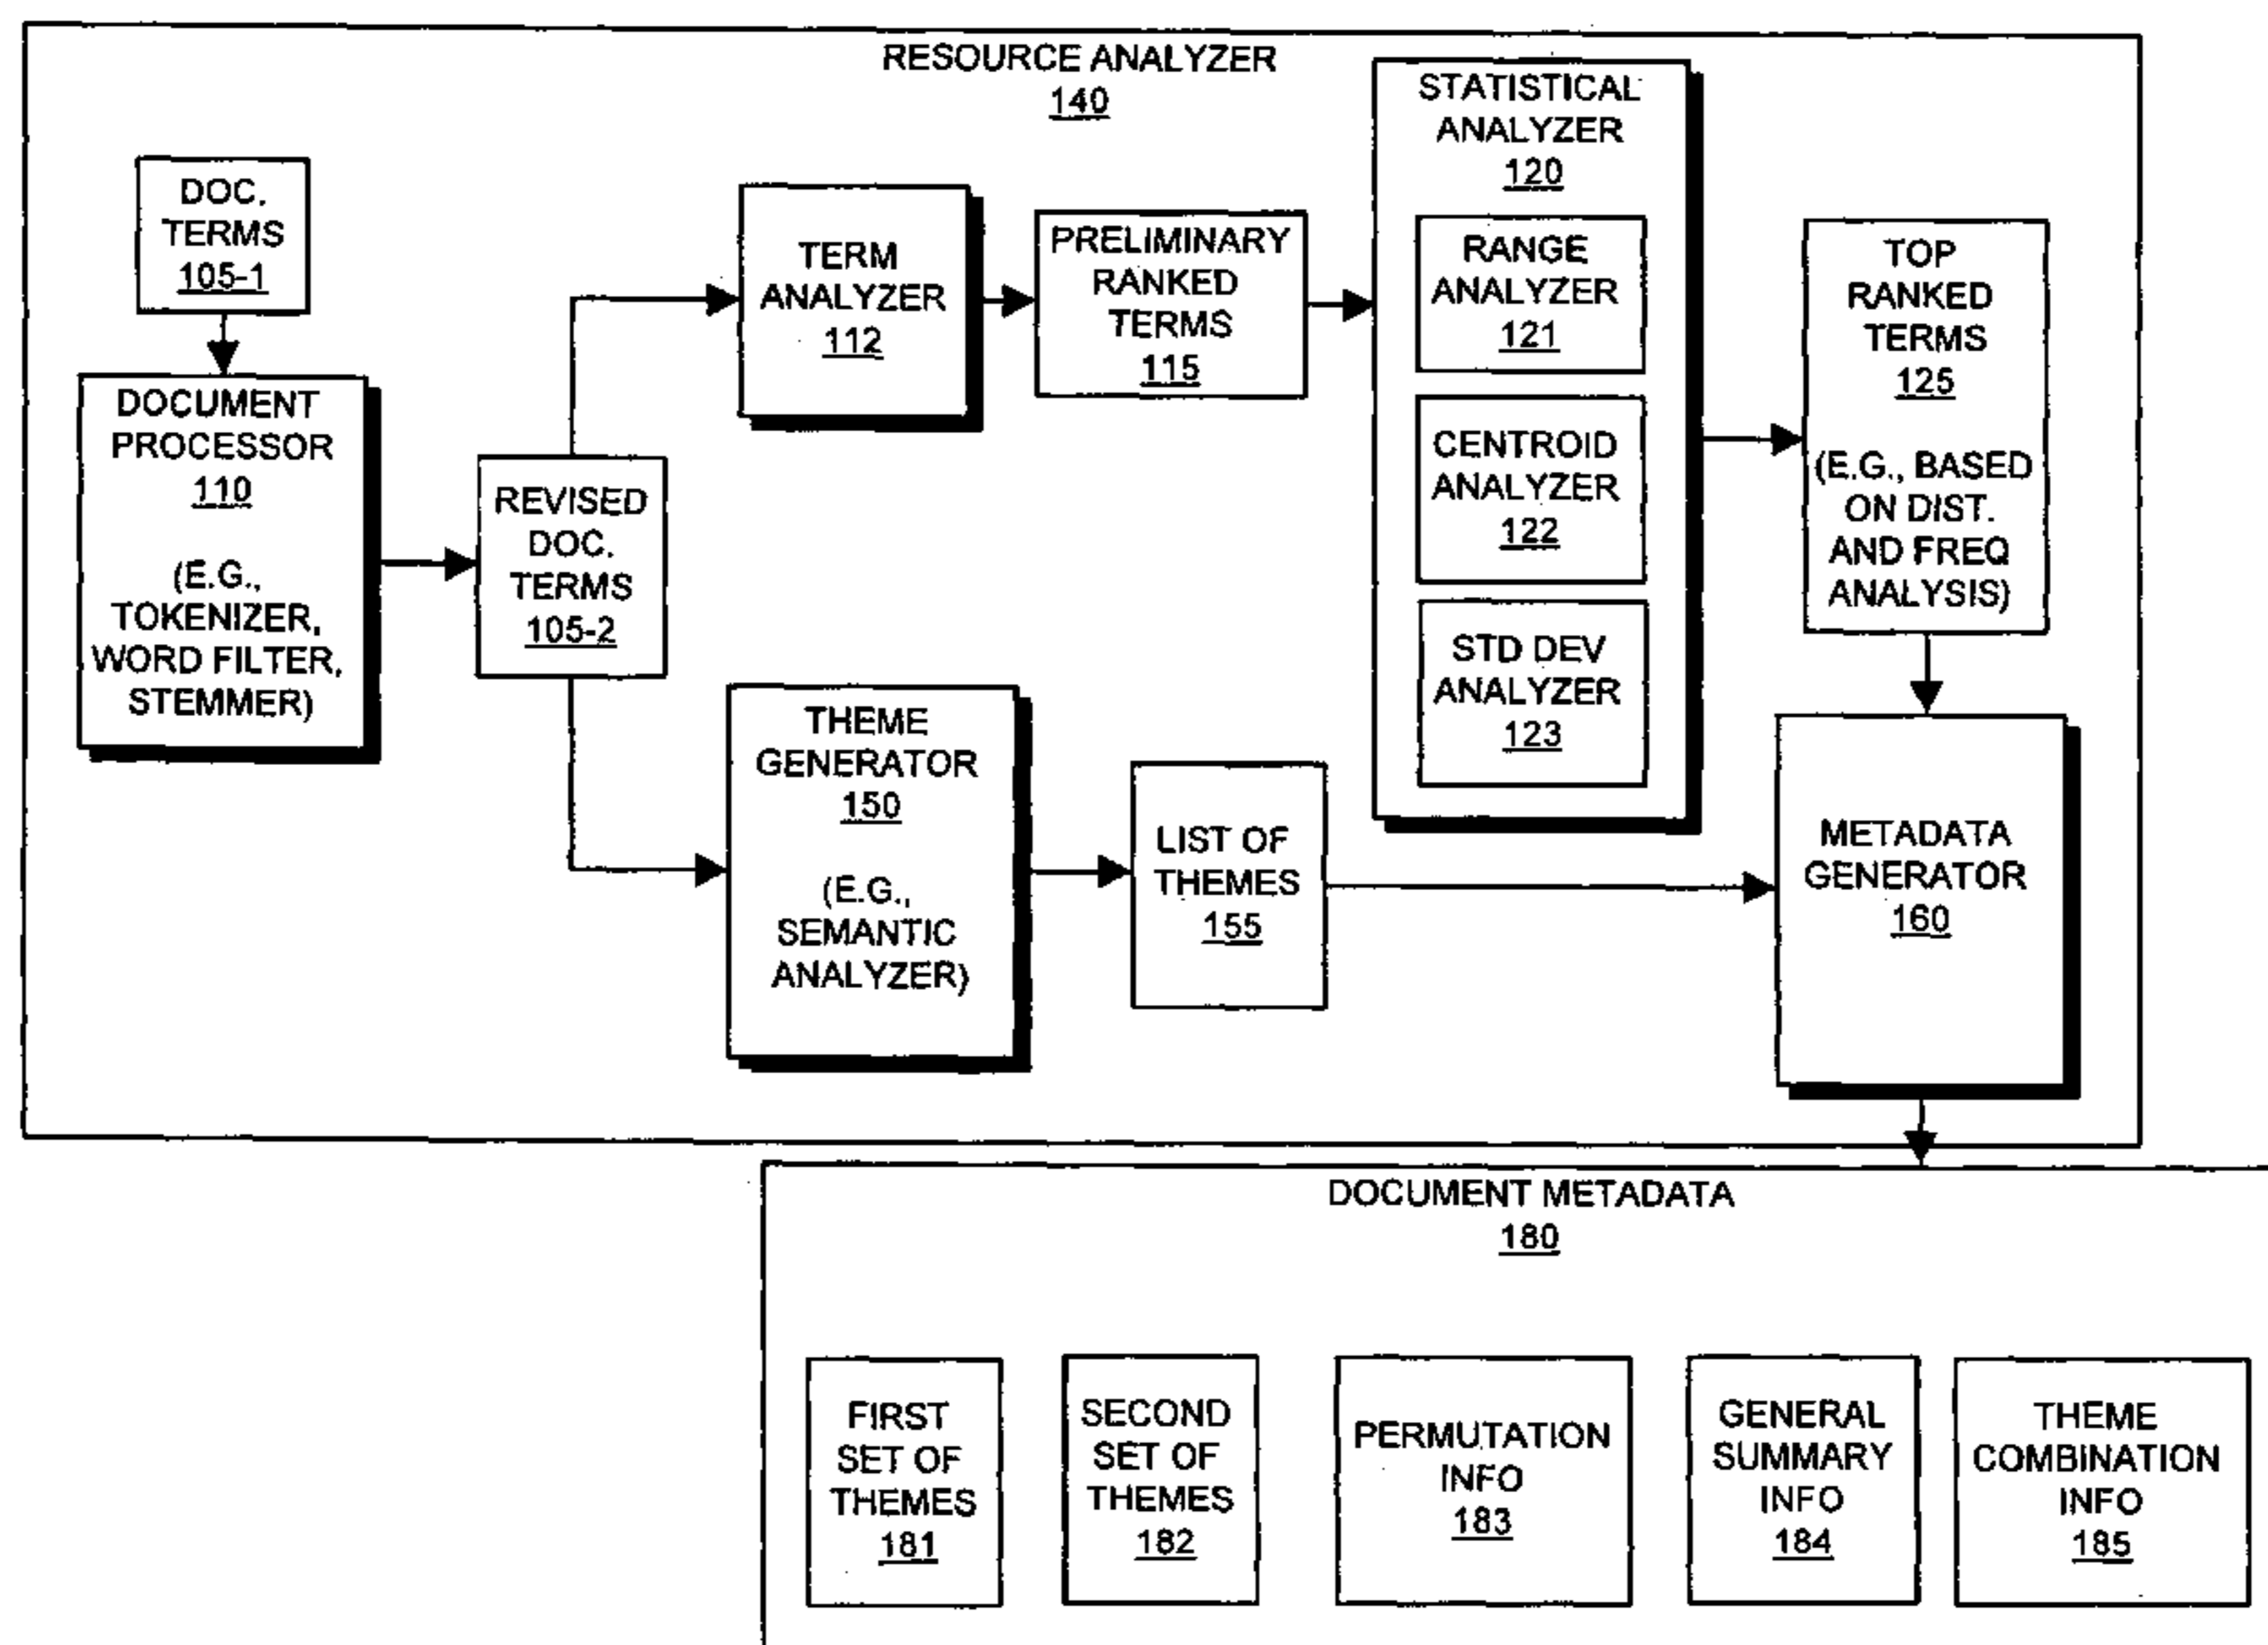 RESOURCE ANALYZER
140
DOC.
TERMS
105-1
DOCUMENT
PROCESSOR
110
(E.G.,
TOKENIZER,
WORD FILTER,
STEMMER)
REVISED
DOC.
TERMS
105-2
TERM
ANALYZER
112
PRELIMINARY
RANKED
TERMS
115
STATISTICAL
ANALYZER
120
RANGE
ANALYZER
121
CENTROID
ANALYZER
122
STD DEV
ANALYZER
123
TOP
RANKED
TERMS
125
(E.G., BASED
ON DIST.
AND FREQ
ANALYSIS)
THEME
GENERATOR
150
(E.G.,
SEMANTIC
ANALYZER)
LIST OF
THEMES
155
METADATA
GENERATOR
160
DOCUMENT METADATA
180
FIRST
SET OF
THEMES
181
SECOND
SET OF
THEMES
182
PERMUTATION
INFO
183
GENERAL
SUMMARY
INFO
184
THEME
COMBINATION
INFO
185